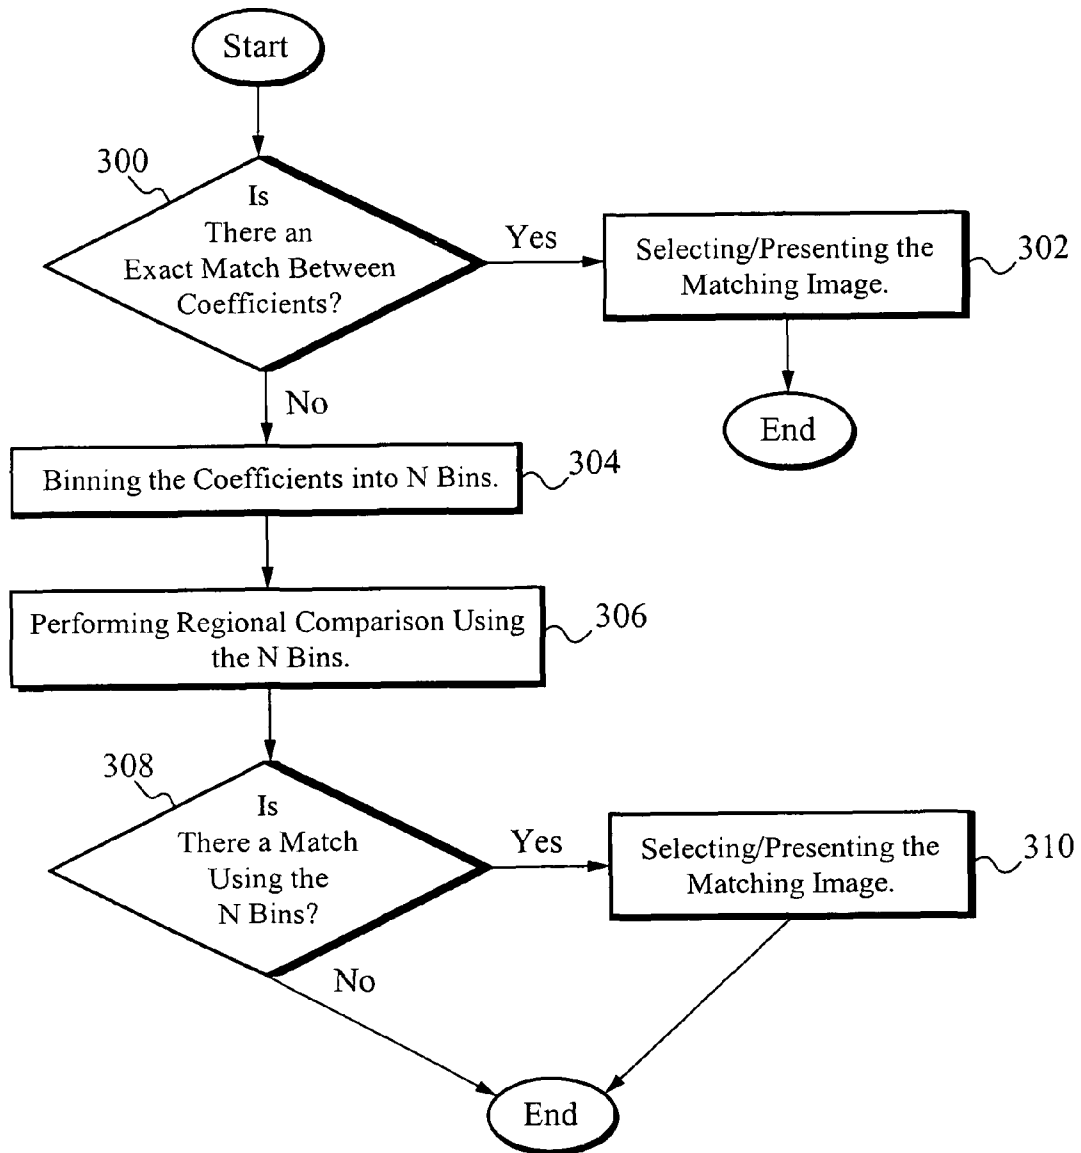 Start
300
Is
There an
Exact Match Between
Coefficients?
Yes
Selecting/Presenting the
Matching Image.
302
End
No
Binning the Coefficients into N Bins.
304
Performing Regional Comparison Using
the N Bins.
306
308
Is
There a Match
Using the
N Bins?
Yes
Selecting/Presenting the
Matching Image.
310
No
End